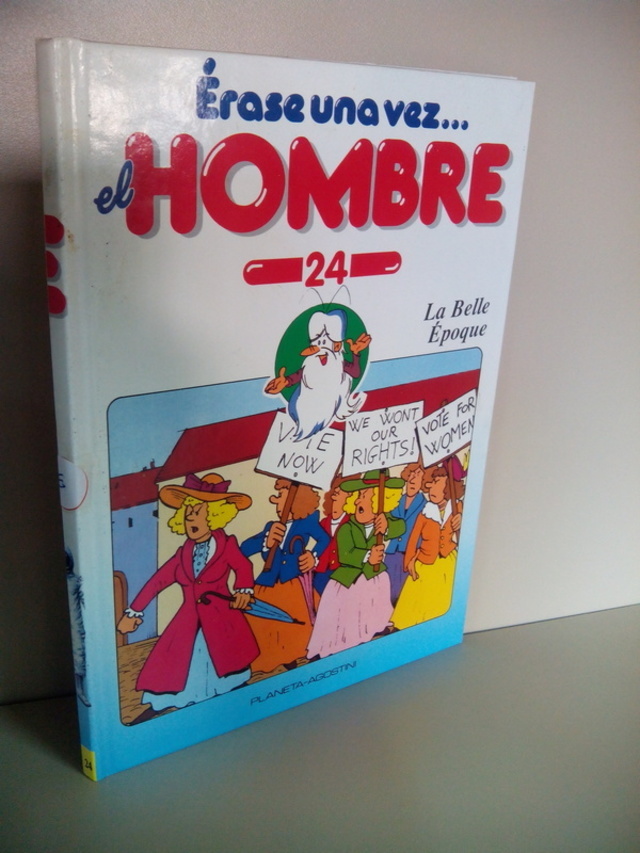 Érase una vez...
el HOMBRE
24
La Belle
Époque
NOW
WE WONT
OUR
RIGHTS!
VOTE FOR
WOMEN
PLANETA-AGOSTINI
24